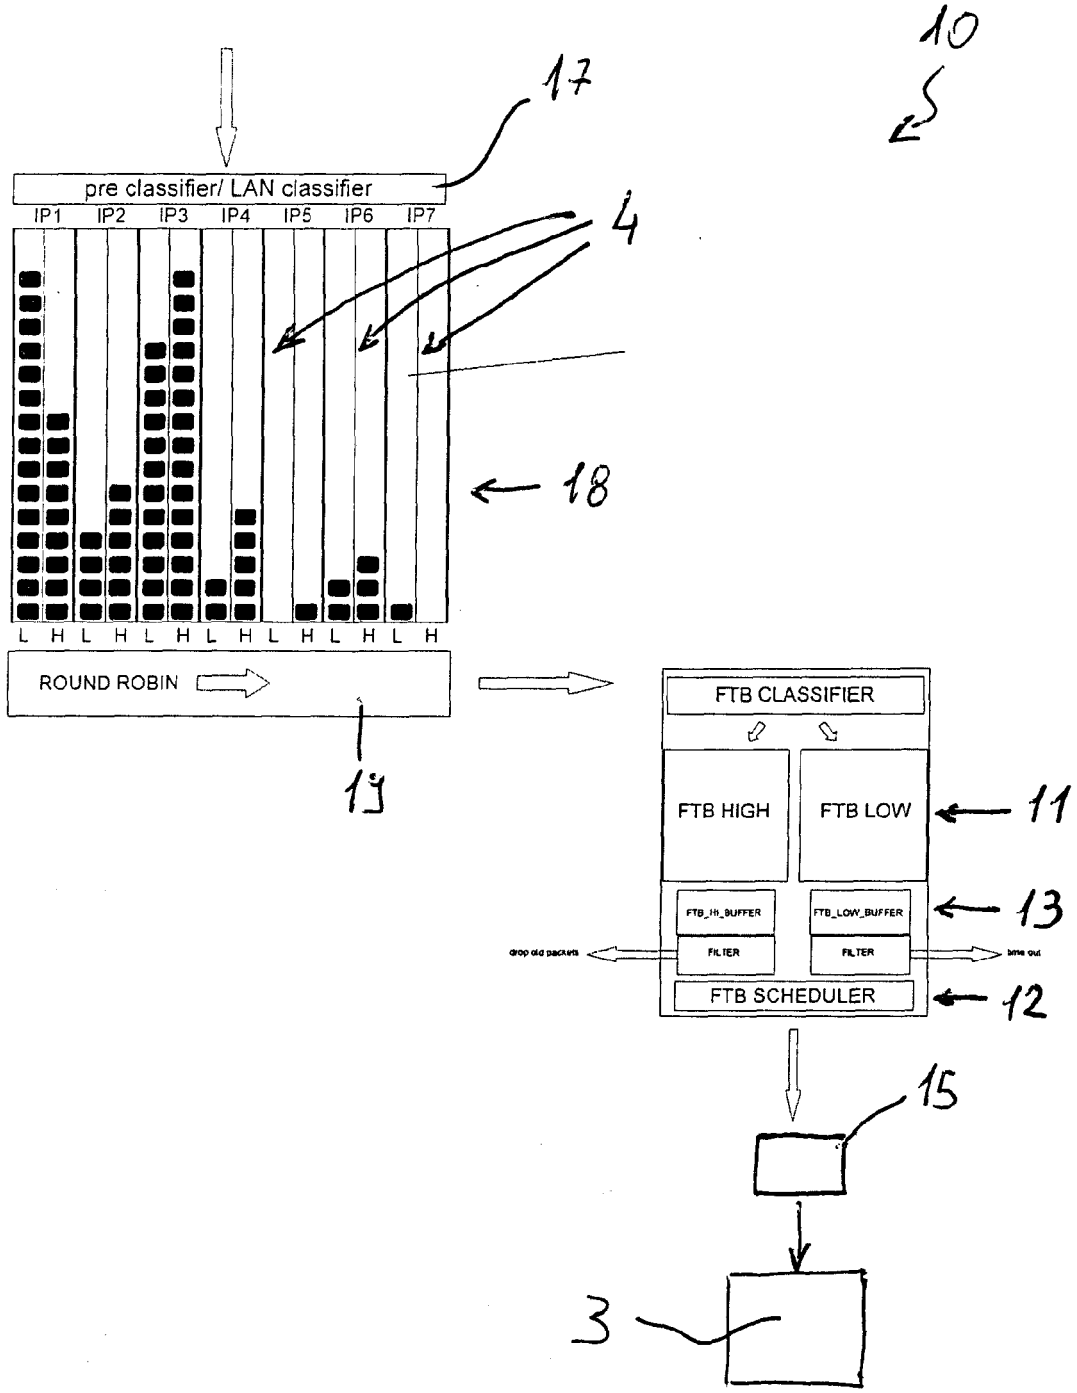 10
17
pre classifier/ LAN classifier
IP1 IP2 IP3 IP4 IP5 IP6 IP7
4
18
L H L H L H L H L H L H L H
ROUND ROBIN
19
FTB CLASSIFIER
FTB HIGH FTB LOW
11
FTB_HI_BUFFER FTB_LOW_BUFFER
13
drop old packets FILTER FILTER time out
FTB SCHEDULER
12
15
3